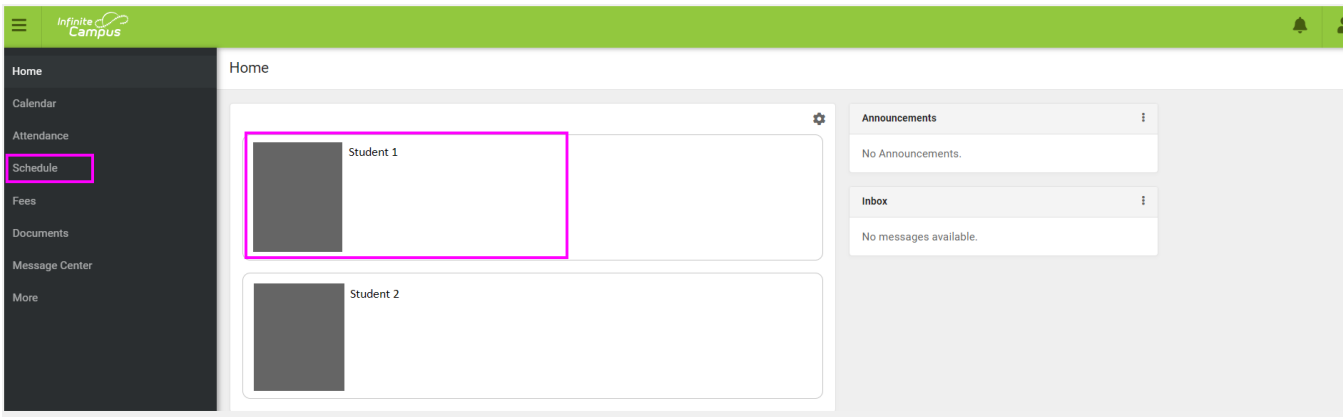 Infinite
Campus
Home
Calendar
Attendance
Schedule
Fees
Documents
Message Center
More
Home
Student 1
Student 2
Announcements
No Announcements.
Inbox
No messages available.